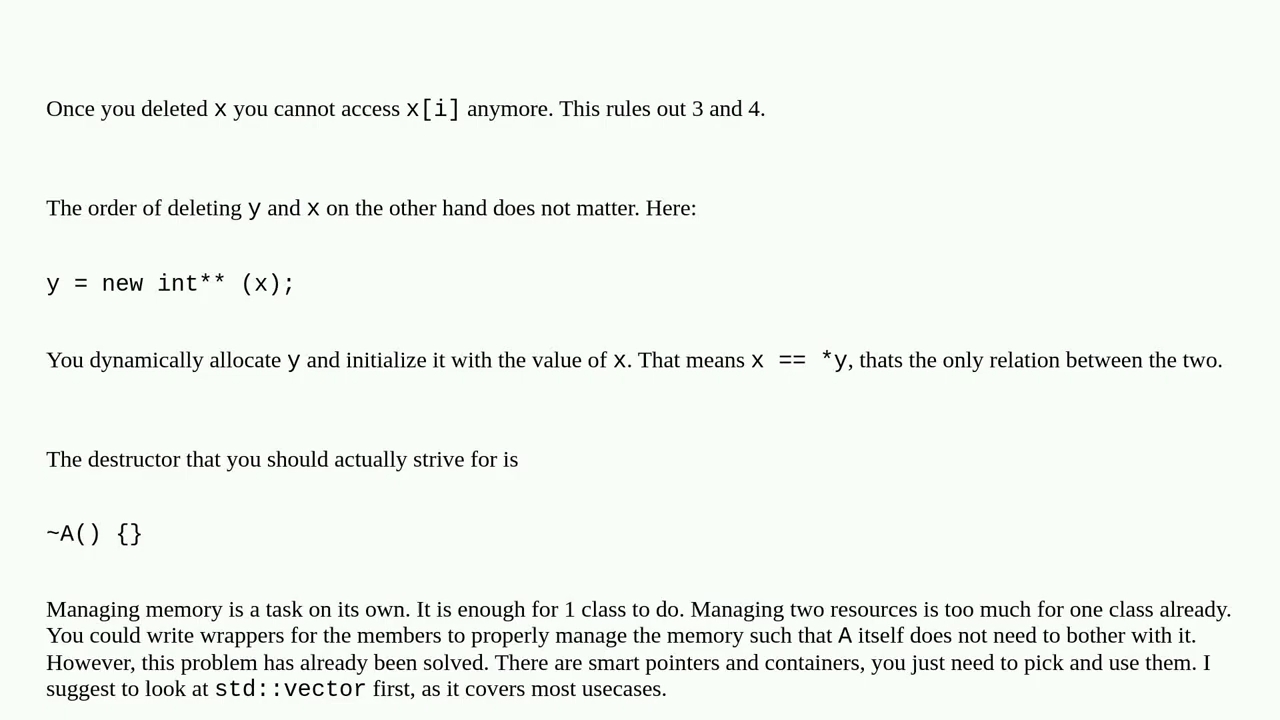 Once you deleted x you cannot access x[i] anymore. This rules out 3 and 4.
The order of deleting y and x on the other hand does not matter. Here:
y = new int** (x);
You dynamically allocate y and initialize it with the value of x. That means x == *y, thats the only relation between the two.
The destructor that you should actually strive for is
~A() {}
Managing memory is a task on its own. It is enough for 1 class to do. Managing two resources is too much for one class already.
You could write wrappers for the members to properly manage the memory such that A itself does not need to bother with it.
However, this problem has already been solved. There are smart pointers and containers, you just need to pick and use them. I
suggest to look at std::vector first, as it covers most usecases.